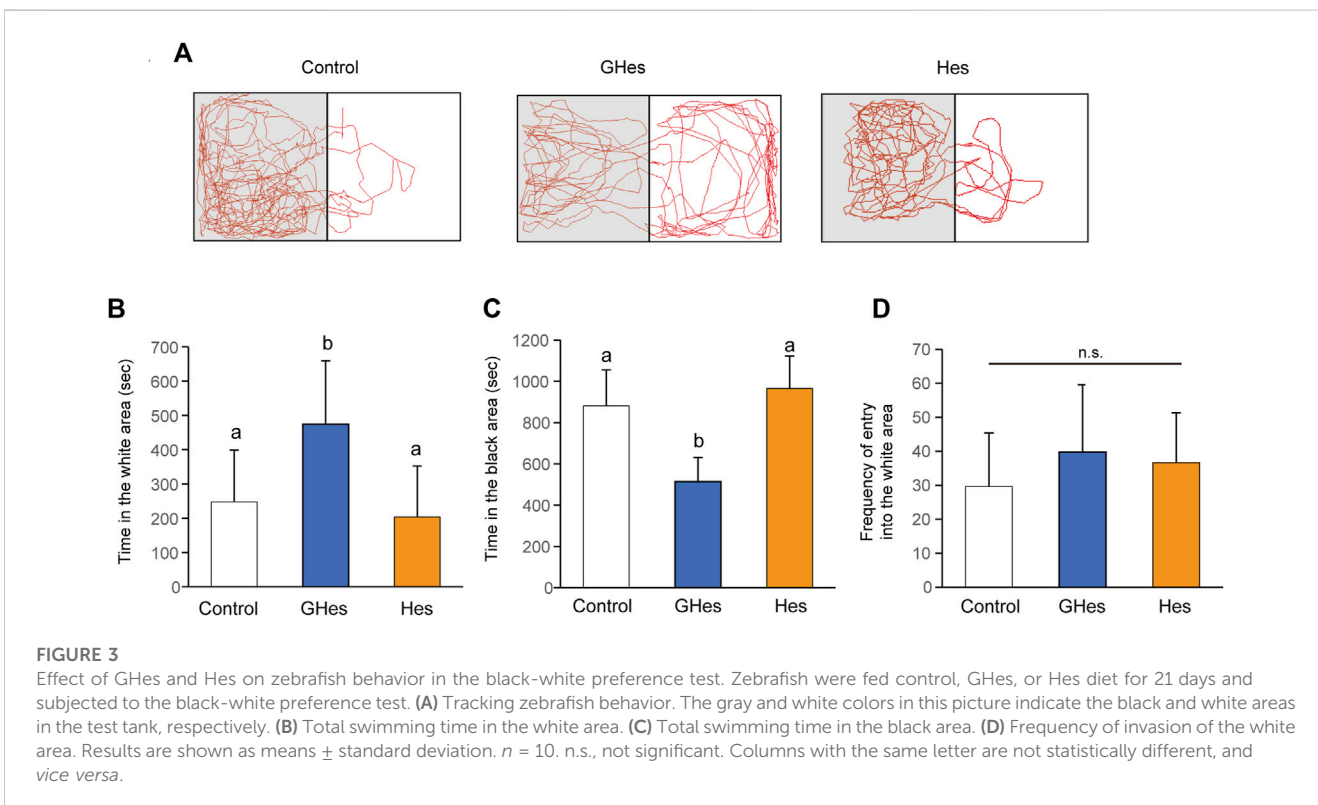 A
Control
GHes
Hes
B
Time in the white area (sec)
700
600
500
400
300
200
100
0
a
b
a
Control
GHes
Hes
C
Time in the black area (sec)
1200
1000
800
600
400
200
0
a
b
a
Control
GHes
Hes
D
Frequency of entry
into the white area
70
60
50
40
30
20
10
0
n.s.
Control
GHes
Hes
FIGURE 3
Effect of GHes and Hes on zebrafish behavior in the black-white preference test. Zebrafish were fed control, GHes, or Hes diet for 21 days and
subjected to the black-white preference test. (A) Tracking zebrafish behavior. The gray and white colors in this picture indicate the black and white areas
in the test tank, respectively. (B) Total swimming time in the white area. (C) Total swimming time in the black area. (D) Frequency of invasion of the white
area. Results are shown as means ± standard deviation. n = 10. n.s., not significant. Columns with the same letter are not statistically different, and
vice versa.